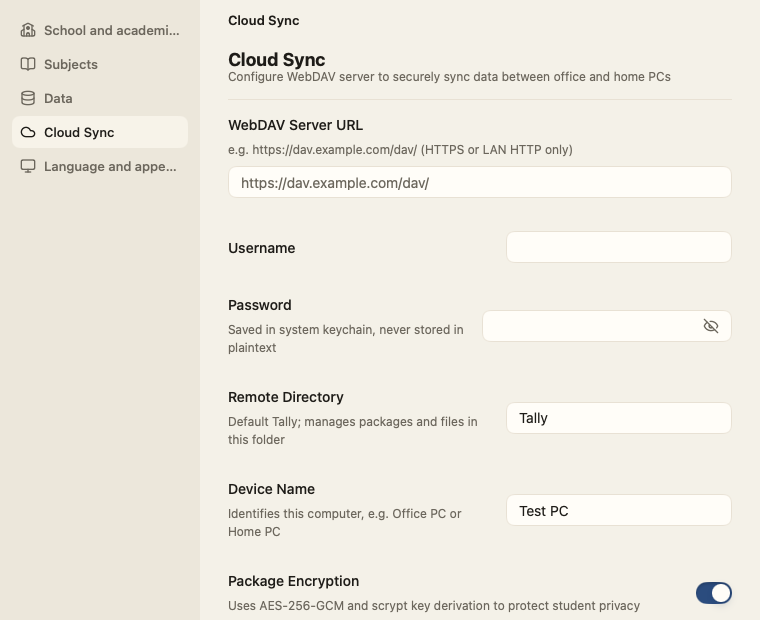 School and academi...
Subjects
Data
Cloud Sync
Language and appe...
Cloud Sync
Cloud Sync
Configure WebDAV server to securely sync data between office and home PCs
WebDAV Server URL
e.g. https://dav.example.com/dav/ (HTTPS or LAN HTTP only)
https://dav.example.com/dav/
Username
Password
Saved in system keychain, never stored in
plaintext
Remote Directory
Default Tally; manages packages and files in
this folder
Tally
Device Name
Identifies this computer, e.g. Office PC or
Home PC
Test PC
Package Encryption
Uses AES-256-GCM and scrypt key derivation to protect student privacy